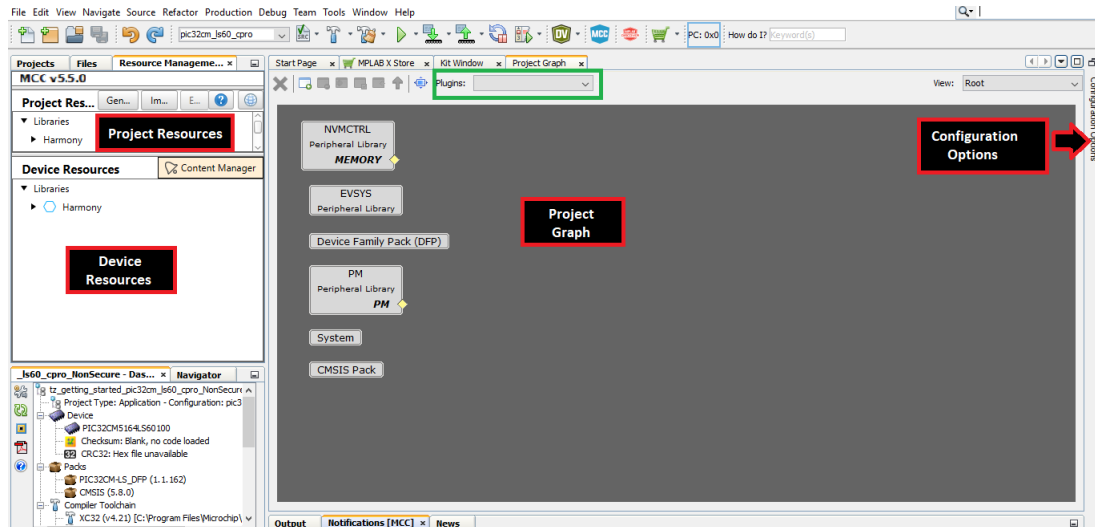 File Edit View Navigate Source Refactor Production Debug Team Tools Window Help
pic32cm_ls60_cpro
PC: 0x0
How do I?
Keyword(s)
Projects
Files
Resource Manageme... ×
MCC v5.5.0
Project Res...
Gen...
Im...
E...
Libraries
Harmony
Project Resources
Device Resources
Content Manager
Libraries
Harmony
Device
Resources
Start Page
MPLAB X Store
Kit Window
Project Graph
Plugins:
View:
Root
NVMCTRL
Peripheral Library
MEMORY
EVSYS
Peripheral Library
Device Family Pack (DFP)
PM
Peripheral Library
PM
System
CMSIS Pack
Project
Graph
Configuration
Options
Configuration Options
_ls60_cpro_NonSecure - Das... ×
Navigator
tz_getting_started_pic32cm_ls60_cpro_NonSecure
Project Type: Application - Configuration: pic3
Device
PIC32CM5164LS60100
Checksum: Blank, no code loaded
CRC32: Hex file unavailable
Packs
PIC32CM-LS_DFP (1.1.162)
CMSIS (5.8.0)
Compiler Toolchain
XC32 (v4.21) [C:\Program Files\Microchip\
Output
Notifications [MCC] ×
News